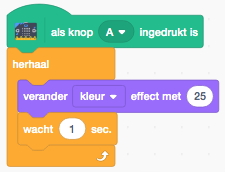 als knop A ingedrukt is
herhaal
verander kleur effect met 25
wacht 1 sec.